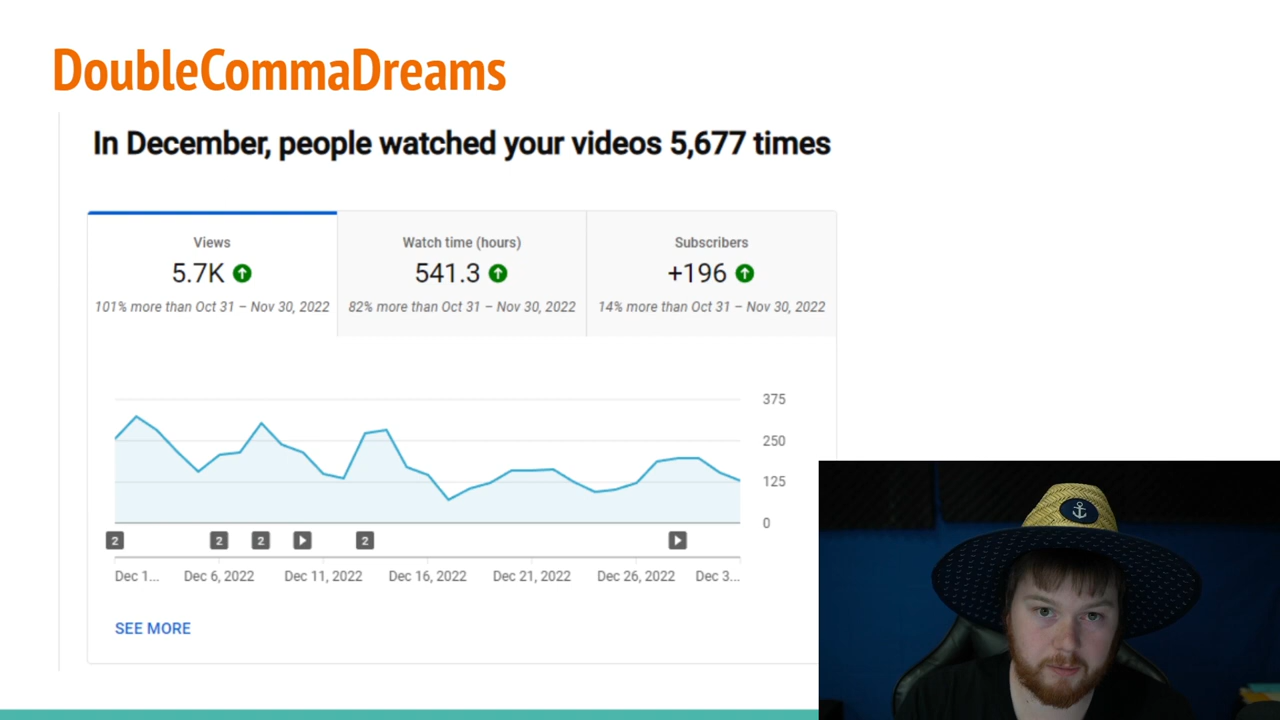 DoubleCommaDreams
In December, people watched your videos 5,677 times
Views
5.7K
101% more than Oct 31 – Nov 30, 2022
Watch time (hours)
541.3
82% more than Oct 31 – Nov 30, 2022
Subscribers
+196
14% more than Oct 31 – Nov 30, 2022
375
250
125
0
2 2 2 2
Dec 1... Dec 6, 2022 Dec 11, 2022 Dec 16, 2022 Dec 21, 2022 Dec 26, 2022 Dec 3...
SEE MORE